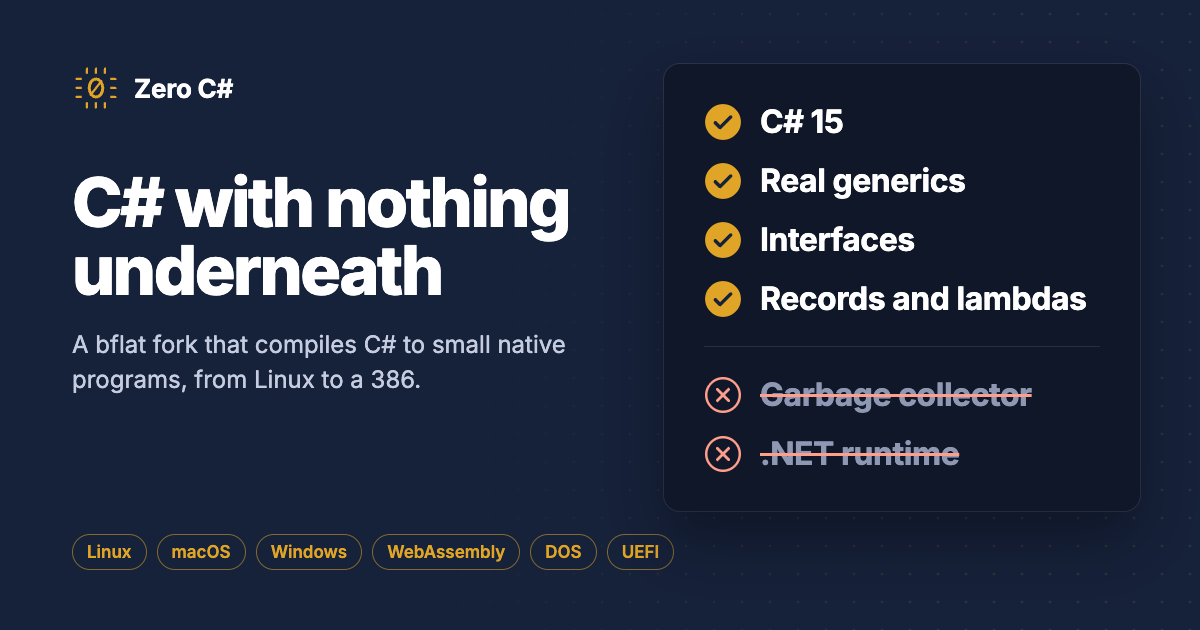 Zero C#
C# with nothing
underneath
A bflat fork that compiles C# to small native
programs, from Linux to a 386.
C# 15
Real generics
Interfaces
Records and lambdas
Garbage collector
.NET runtime
Linux
macOS
Windows
WebAssembly
DOS
UEFI